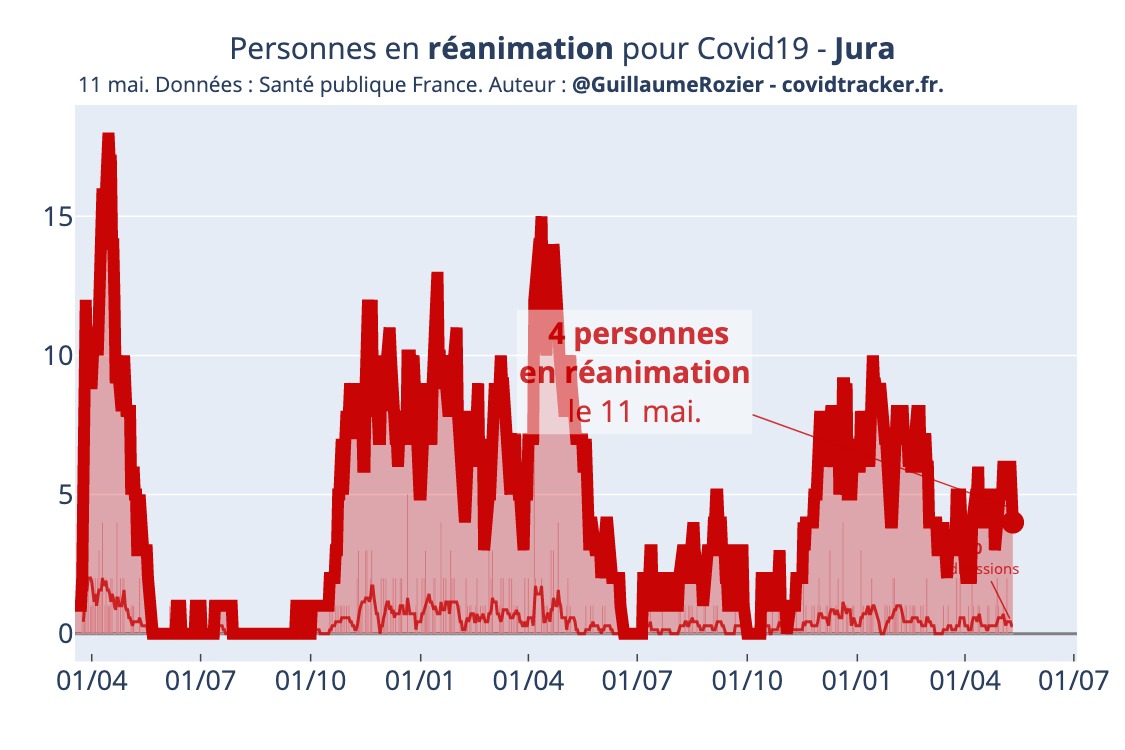 Personnes en réanimation pour Covid19 - Jura
11 mai. Données : Santé publique France. Auteur : @GuillaumeRozier - covidtracker.fr.
15
10
5
0
4 personnes
en réanimation
le 11 mai.
01/04 01/07 01/10 01/01 01/04 01/07 01/10 01/01 01/04 01/07